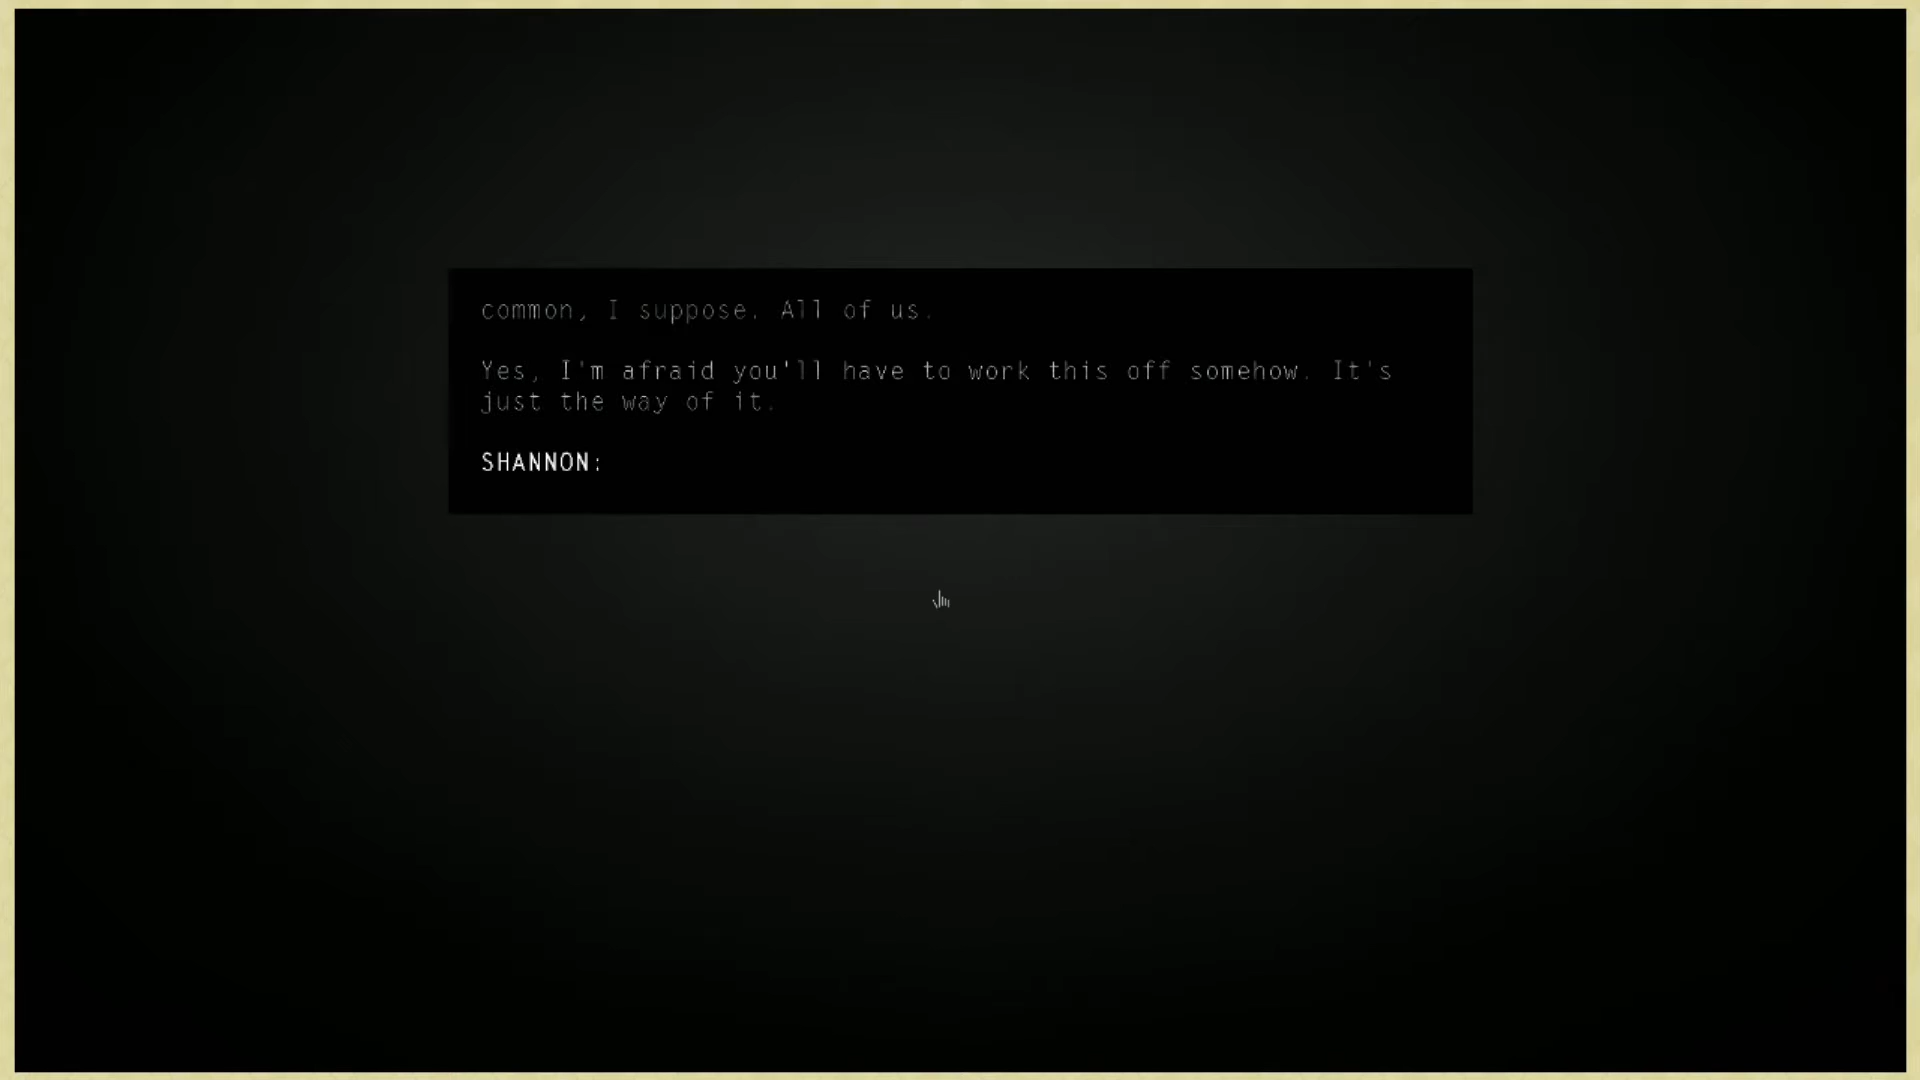 common, I suppose. All of us.
Yes, I'm afraid you'll have to work this off somehow. It's
just the way of it.
SHANNON: